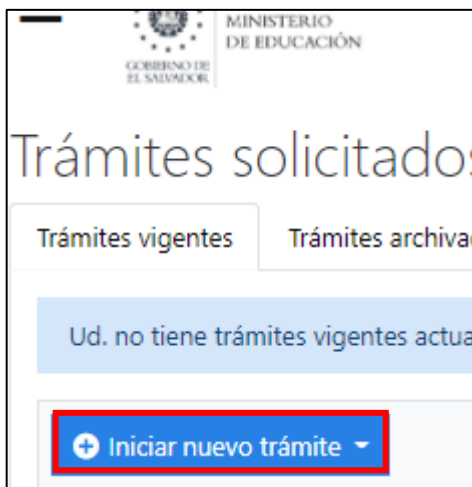 MINISTERIO
DE EDUCACIÓN
GOBIERNO DE
EL SALVADOR
Trámites solicitados
Trámites vigentes
Trámites archiva
Ud. no tiene trámites vigentes actua
Iniciar nuevo trámite